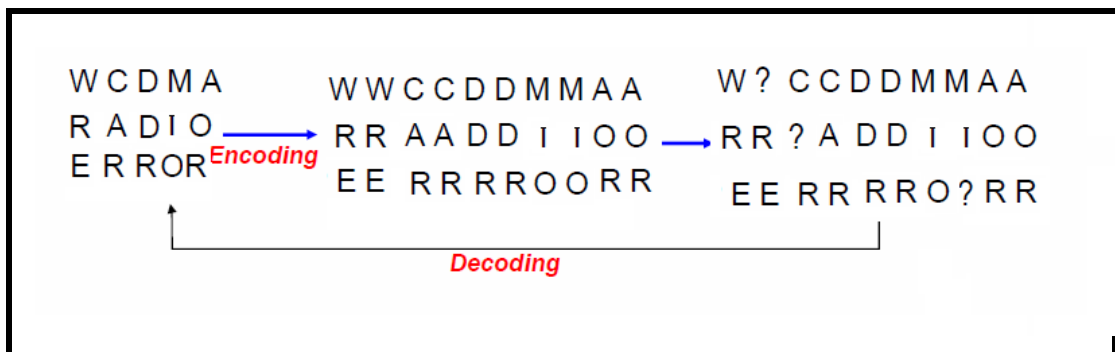 W C D M A
R A D I O
E R R O R
Encoding
W W C C D D M M A A
R R A A D D I I O O
E E R R R R O O R R
W ? C C D D M M A A
R R ? A D D I I O O
E E R R R R O ? R R
Decoding